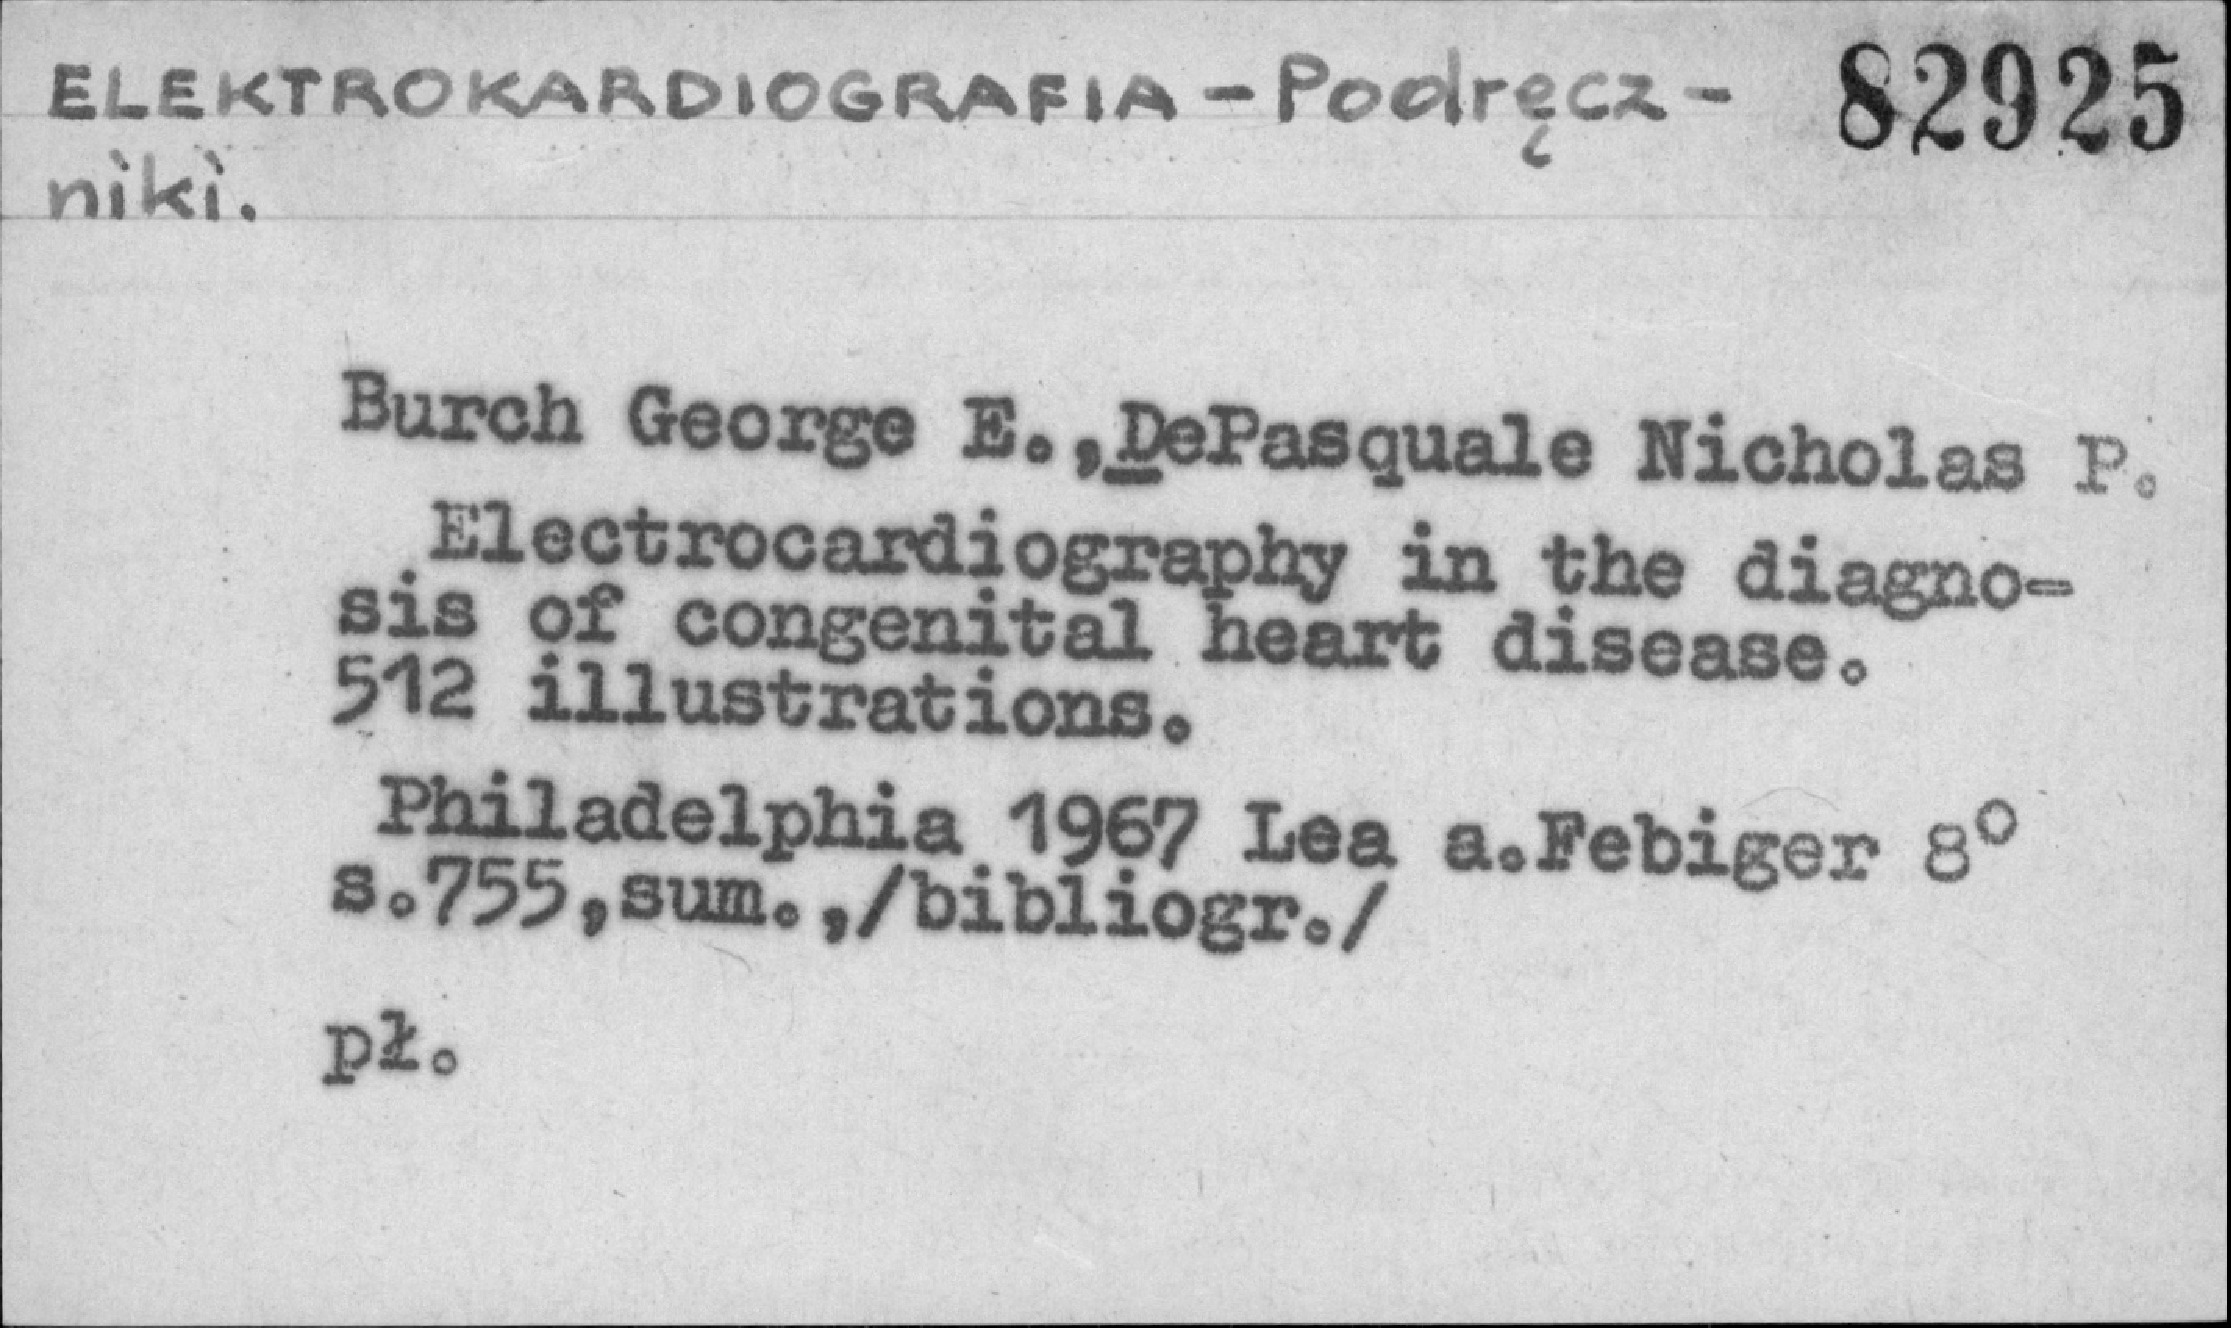 ELEKTROKARDIOGRAFIA - Podręcz- 82925
niki.
Burch George E.,DePasquale Nicholas P.
Electrocardiography in the diagno-
sis of congenital heart disease.
512 illustrations.
Philadelphia 1967 Lea a.Febiger 8°
s.755,sum.,/bibliogr./
pł.